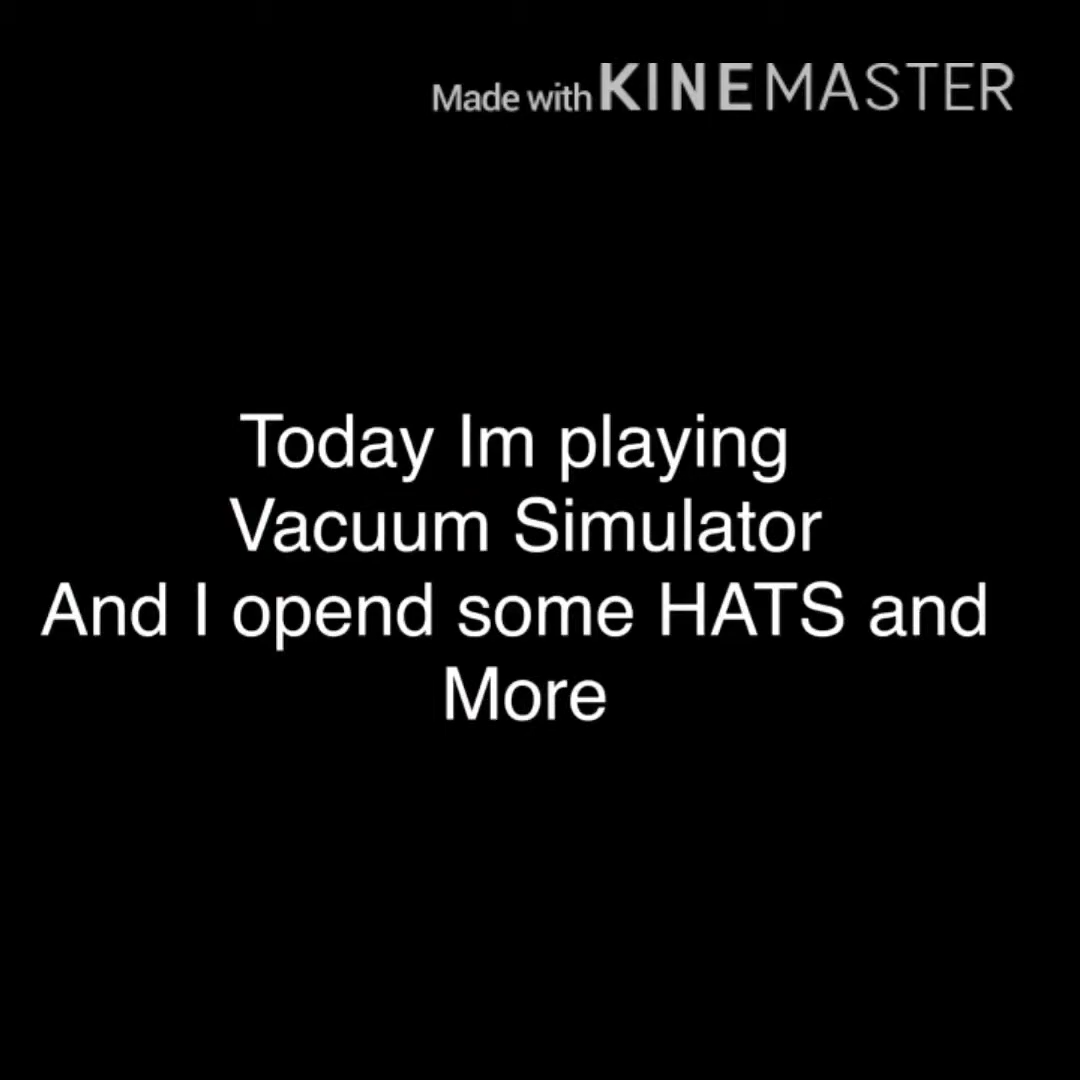 Made with KINEMASTER
Today Im playing
Vacuum Simulator
And I opend some HATS and
More